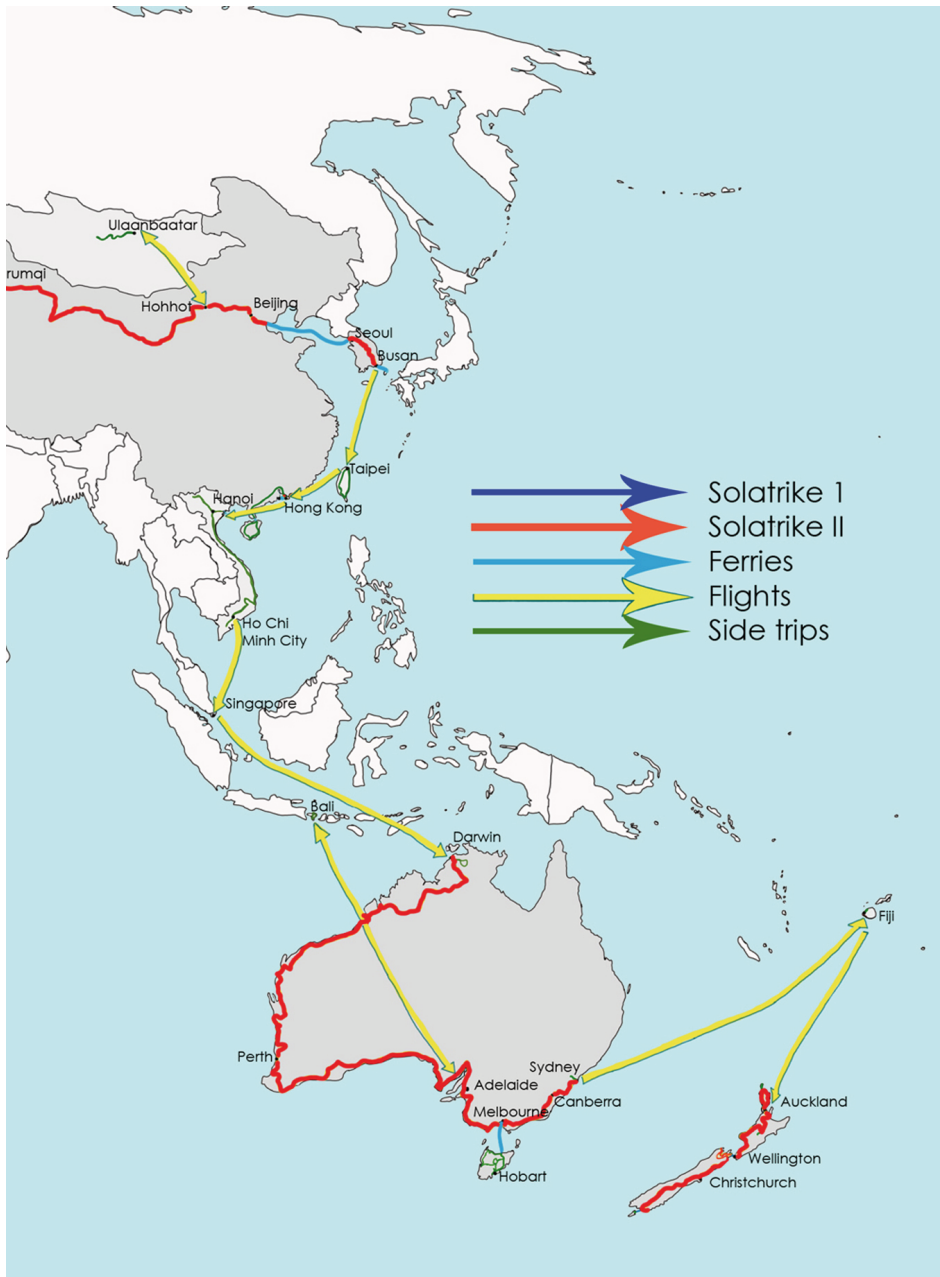 Ulaanbaatar
rumqi
Hohhot
Beijing
Seoul
Busan
Taipei
Hanoi
Hong Kong
Solatrike 1
Solatrike II
Ferries
Flights
Side trips
Ho Chi
Minh City
Singapore
Bali
Darwin
Fiji
Perth
Sydney
Adelaide
Canberra
Melbourne
Auckland
Wellington
Hobart
Christchurch